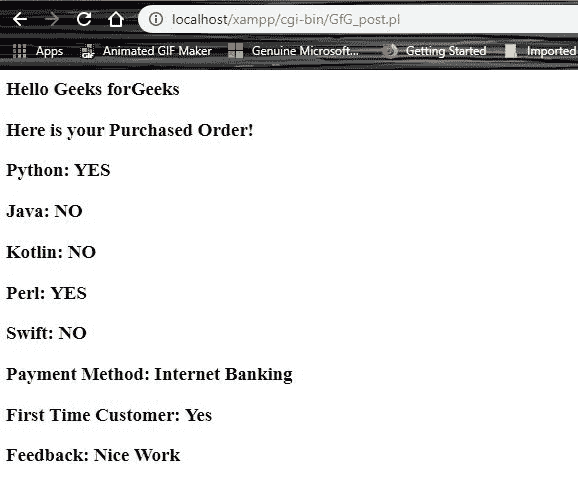 localhost/xampp/cgi-bin/GfG_post.pl
Apps Animated GIF Maker Genuine Microsoft... Getting Started Imported
Hello Geeks forGeeks
Here is your Purchased Order!
Python: YES
Java: NO
Kotlin: NO
Perl: YES
Swift: NO
Payment Method: Internet Banking
First Time Customer: Yes
Feedback: Nice Work